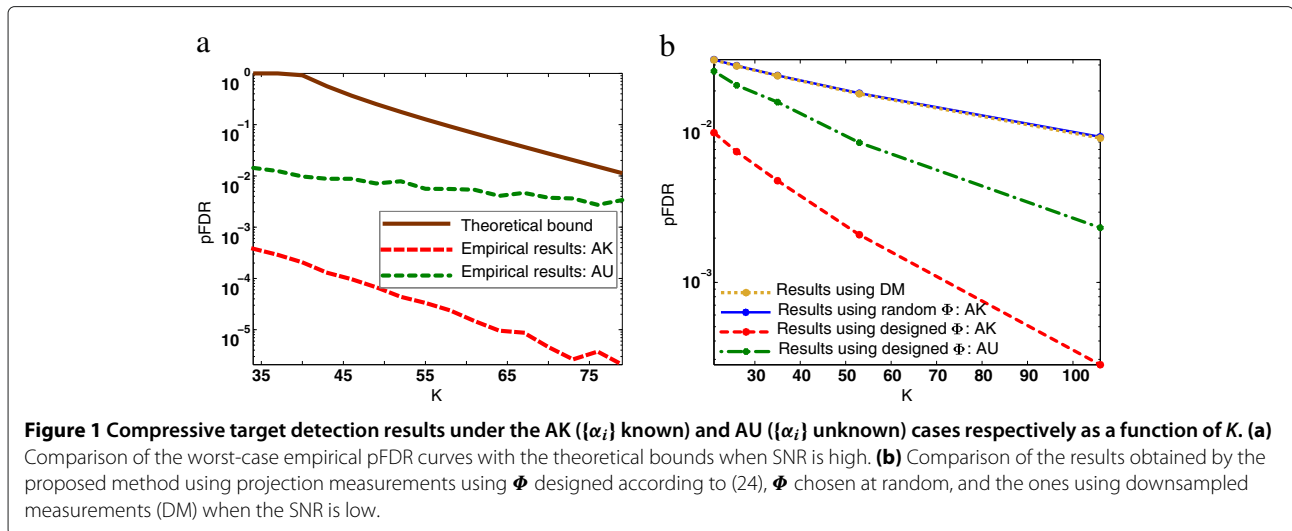 a
10⁰
10⁻¹
10⁻²
10⁻³
10⁻⁴
10⁻⁵
pFDR
Theoretical bound
Empirical results: AK
Empirical results: AU
35 45 55 65 75
K
b
10⁻²
10⁻³
pFDR
Results using DM
Results using random Φ: AK
Results using designed Φ: AK
Results using designed Φ: AU
30 40 50 60 70 80 90 100
K
Figure 1 Compressive target detection results under the AK ({αᵢ} known) and AU ({αᵢ} unknown) cases respectively as a function of K. (a)
Comparison of the worst-case empirical pFDR curves with the theoretical bounds when SNR is high. (b) Comparison of the results obtained by the
proposed method using projection measurements using Φ designed according to (24), Φ chosen at random, and the ones using downsampled
measurements (DM) when the SNR is low.